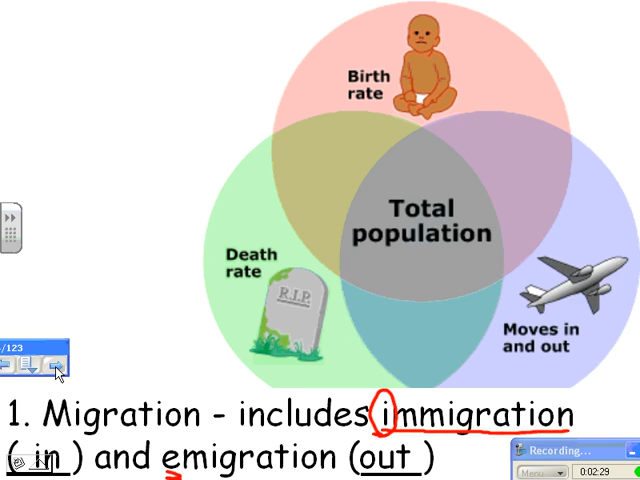 Birth
rate
Total
population
Death
rate
R.I.P.
Moves in
and out
/123
1. Migration - includes immigration
( in ) and emigration (out )
Recording...
Menu
0:02:29